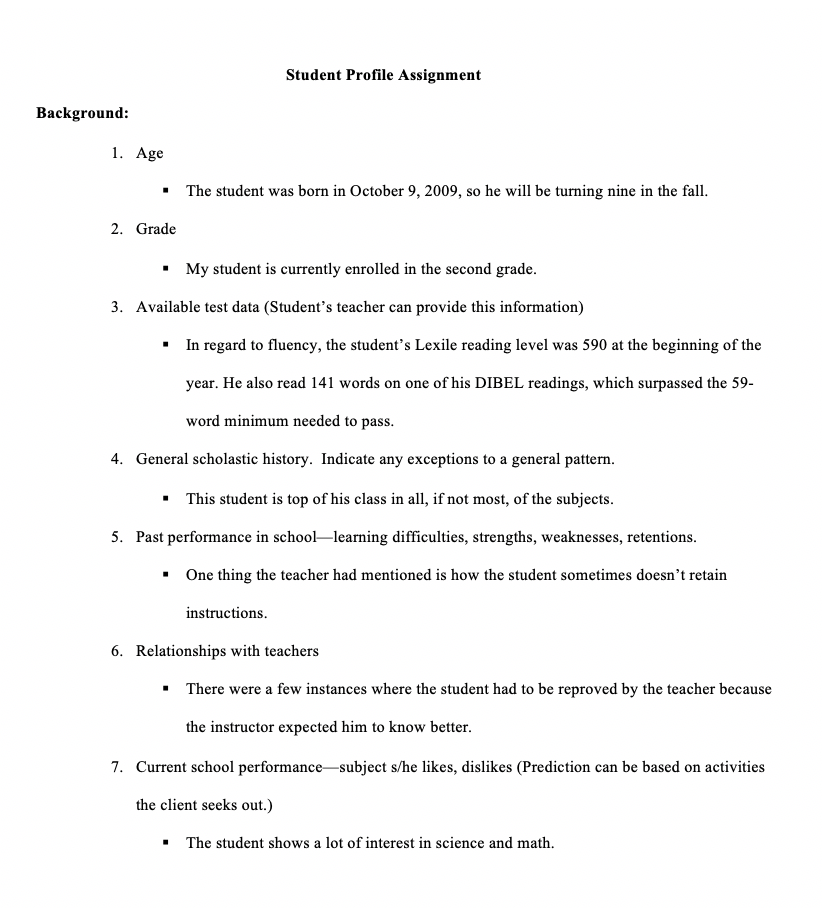 Student Profile Assignment
Background:
1. Age
▪ The student was born in October 9, 2009, so he will be turning nine in the fall.
2. Grade
▪ My student is currently enrolled in the second grade.
3. Available test data (Student’s teacher can provide this information)
▪ In regard to fluency, the student’s Lexile reading level was 590 at the beginning of the
year. He also read 141 words on one of his DIBEL readings, which surpassed the 59-
word minimum needed to pass.
4. General scholastic history.  Indicate any exceptions to a general pattern.
▪ This student is top of his class in all, if not most, of the subjects.
5. Past performance in school—learning difficulties, strengths, weaknesses, retentions.
▪ One thing the teacher had mentioned is how the student sometimes doesn’t retain
instructions.
6. Relationships with teachers
▪ There were a few instances where the student had to be reproved by the teacher because
the instructor expected him to know better.
7. Current school performance—subject s/he likes, dislikes (Prediction can be based on activities
the client seeks out.)
▪ The student shows a lot of interest in science and math.